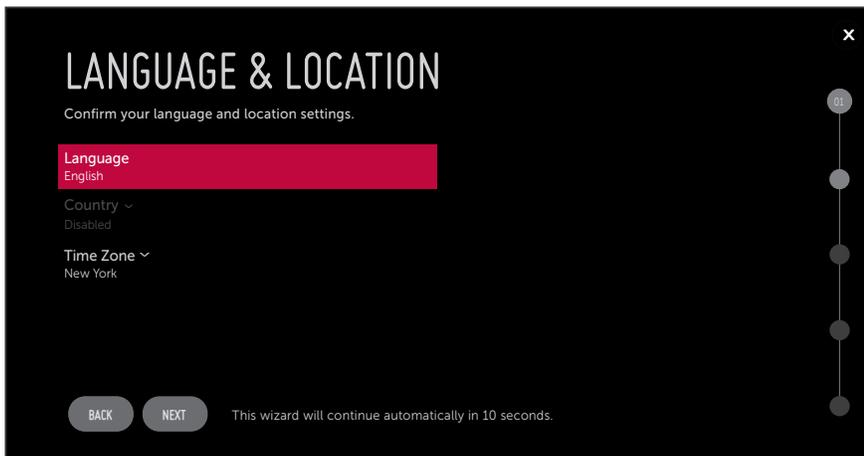 X
LANGUAGE & LOCATION
Confirm your language and location settings.
01
Language
English
Country
Disabled
Time Zone
New York
BACK
NEXT
This wizard will continue automatically in 10 seconds.